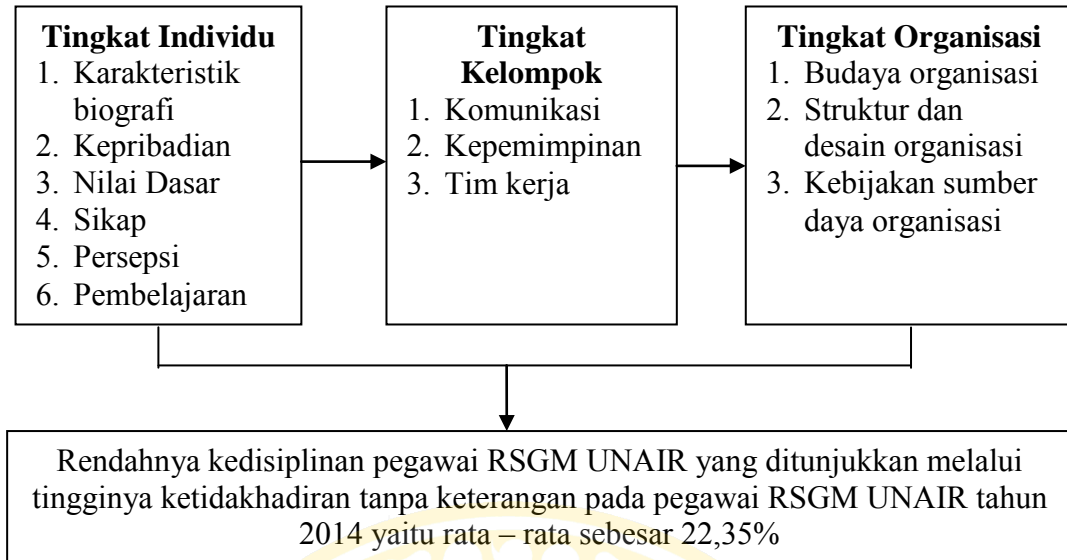 Tingkat Individu
1. Karakteristik
biografi
2. Kepribadian
3. Nilai Dasar
4. Sikap
5. Persepsi
6. Pembelajaran
Tingkat
Kelompok
1. Komunikasi
2. Kepemimpinan
3. Tim kerja
Tingkat Organisasi
1. Budaya organisasi
2. Struktur dan
desain organisasi
3. Kebijakan sumber
daya organisasi
Rendahnya kedisiplinan pegawai RSGM UNAIR yang ditunjukkan melalui
tingginya ketidakhadiran tanpa keterangan pada pegawai RSGM UNAIR tahun
2014 yaitu rata – rata sebesar 22,35%